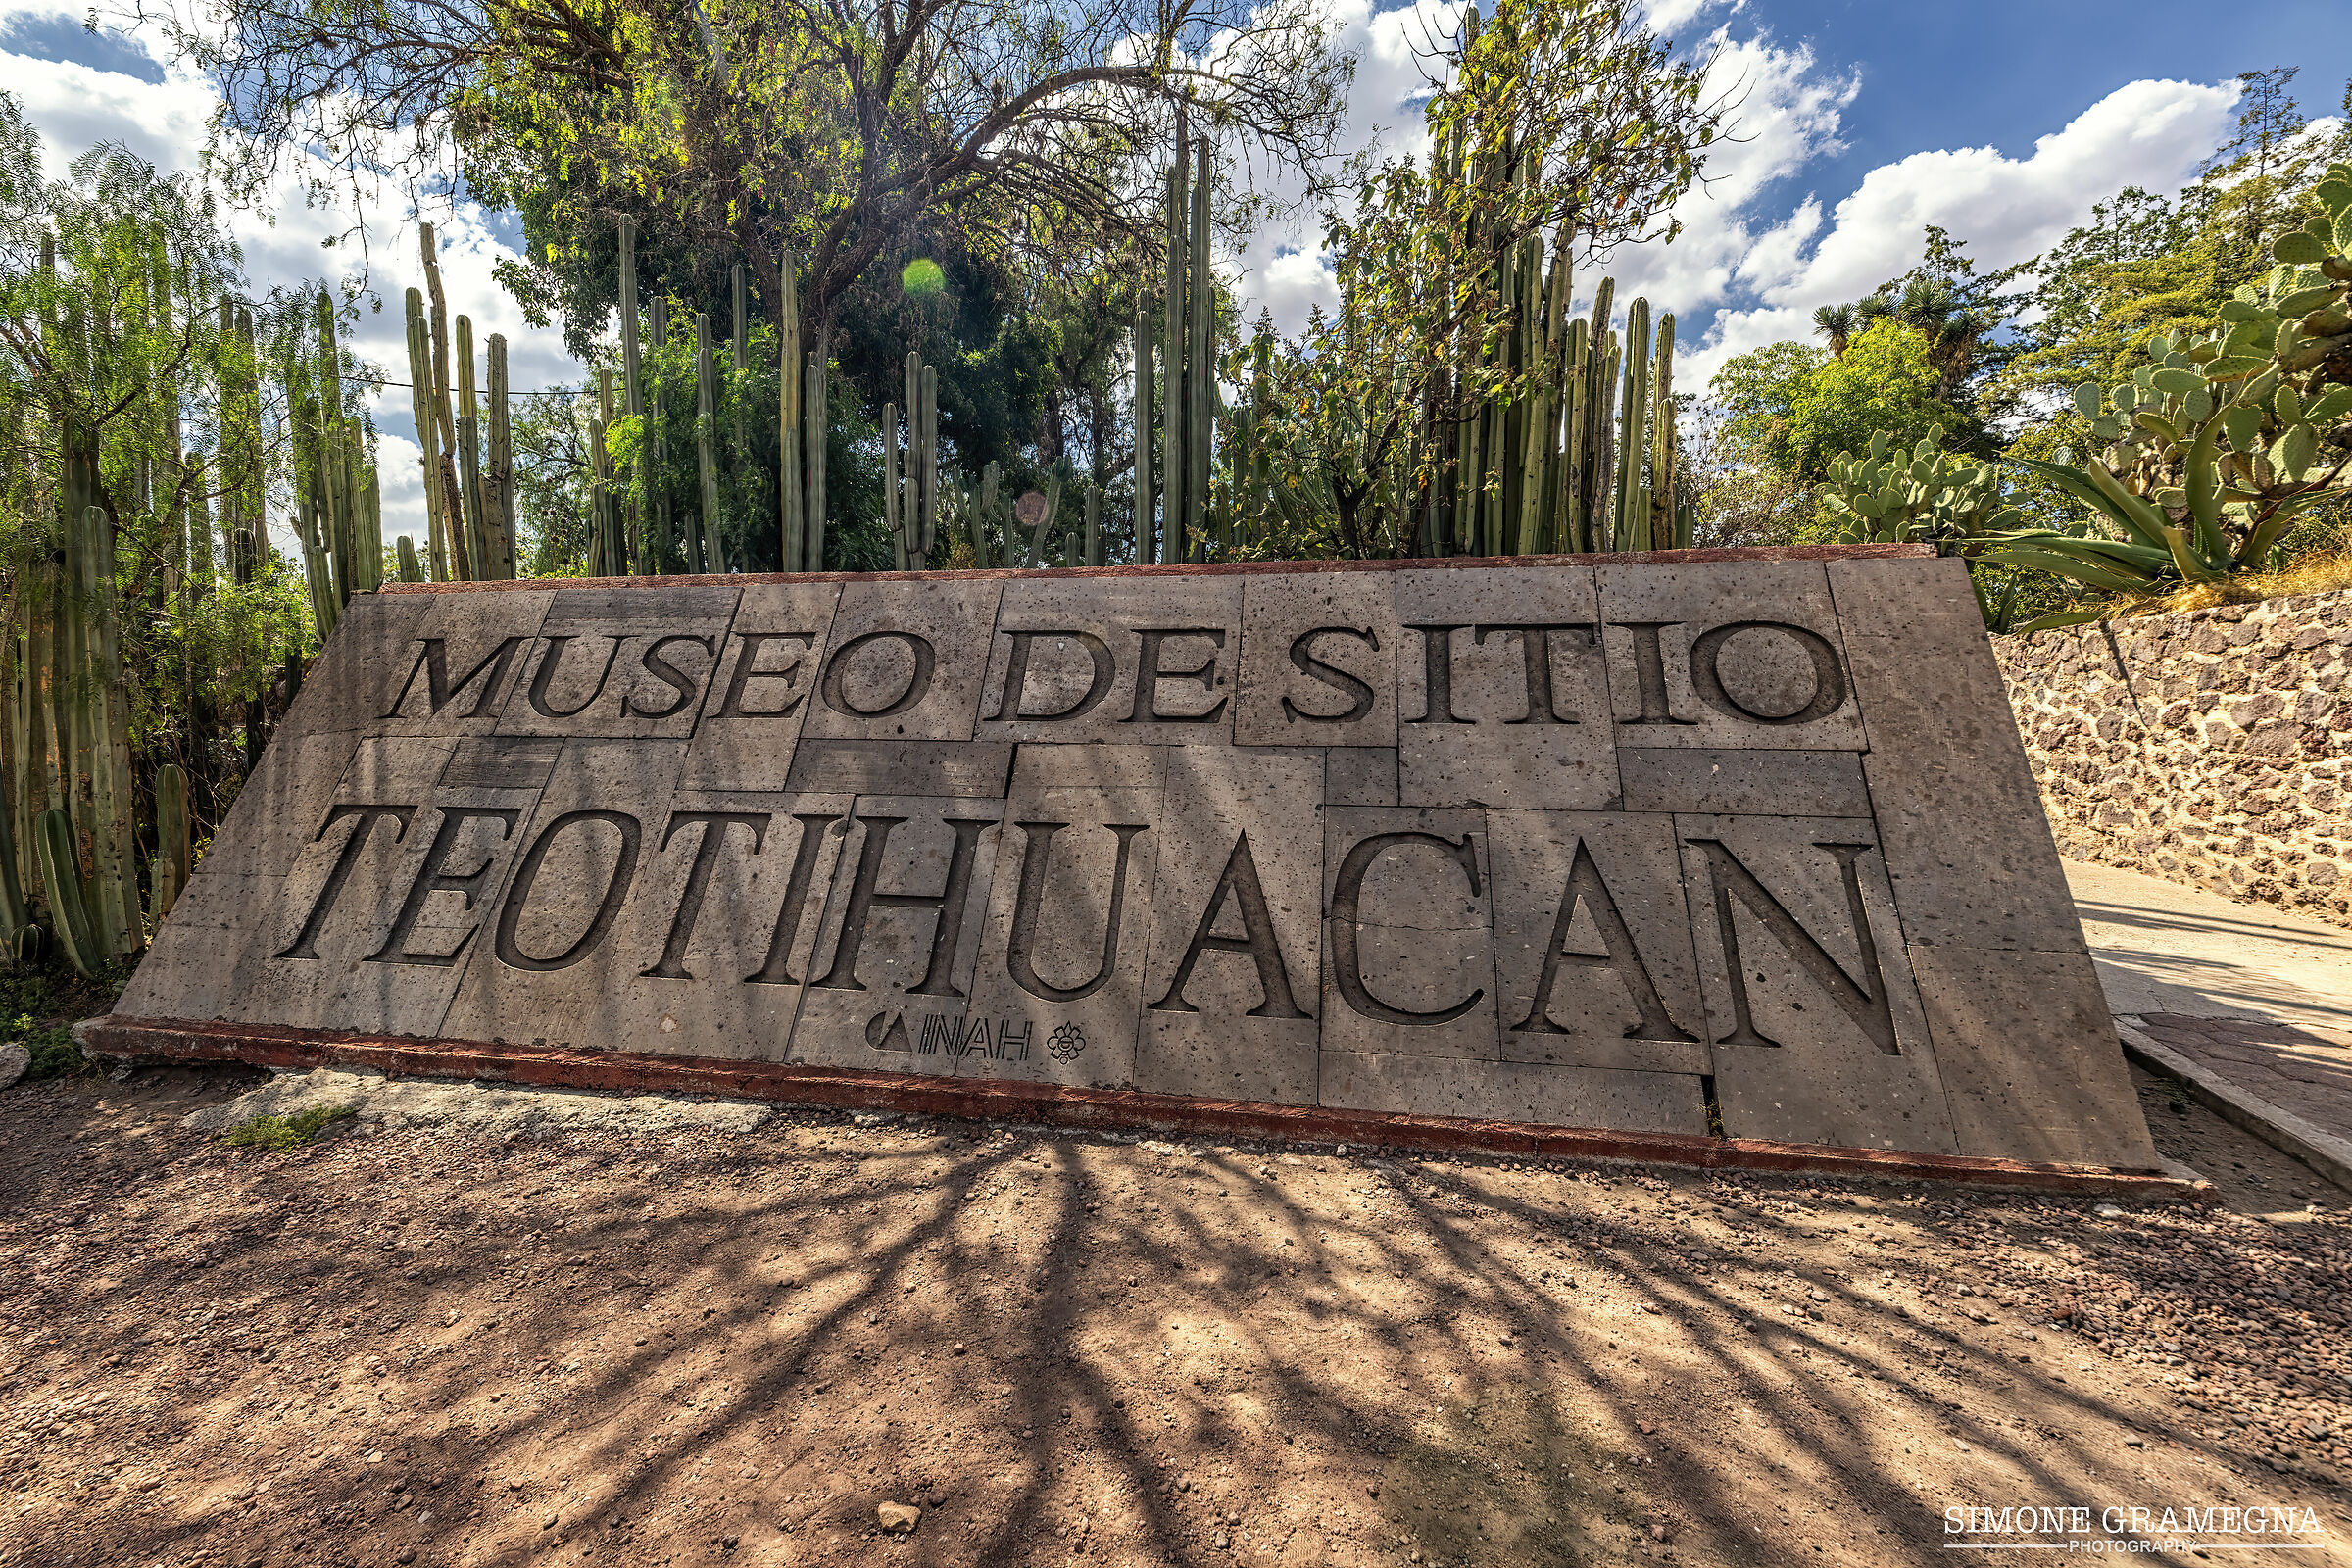 MUSEO DE SITIO
TEOTIHUACAN
INAH
SIMONE GRAMEGNA
PHOTOGRAPHY